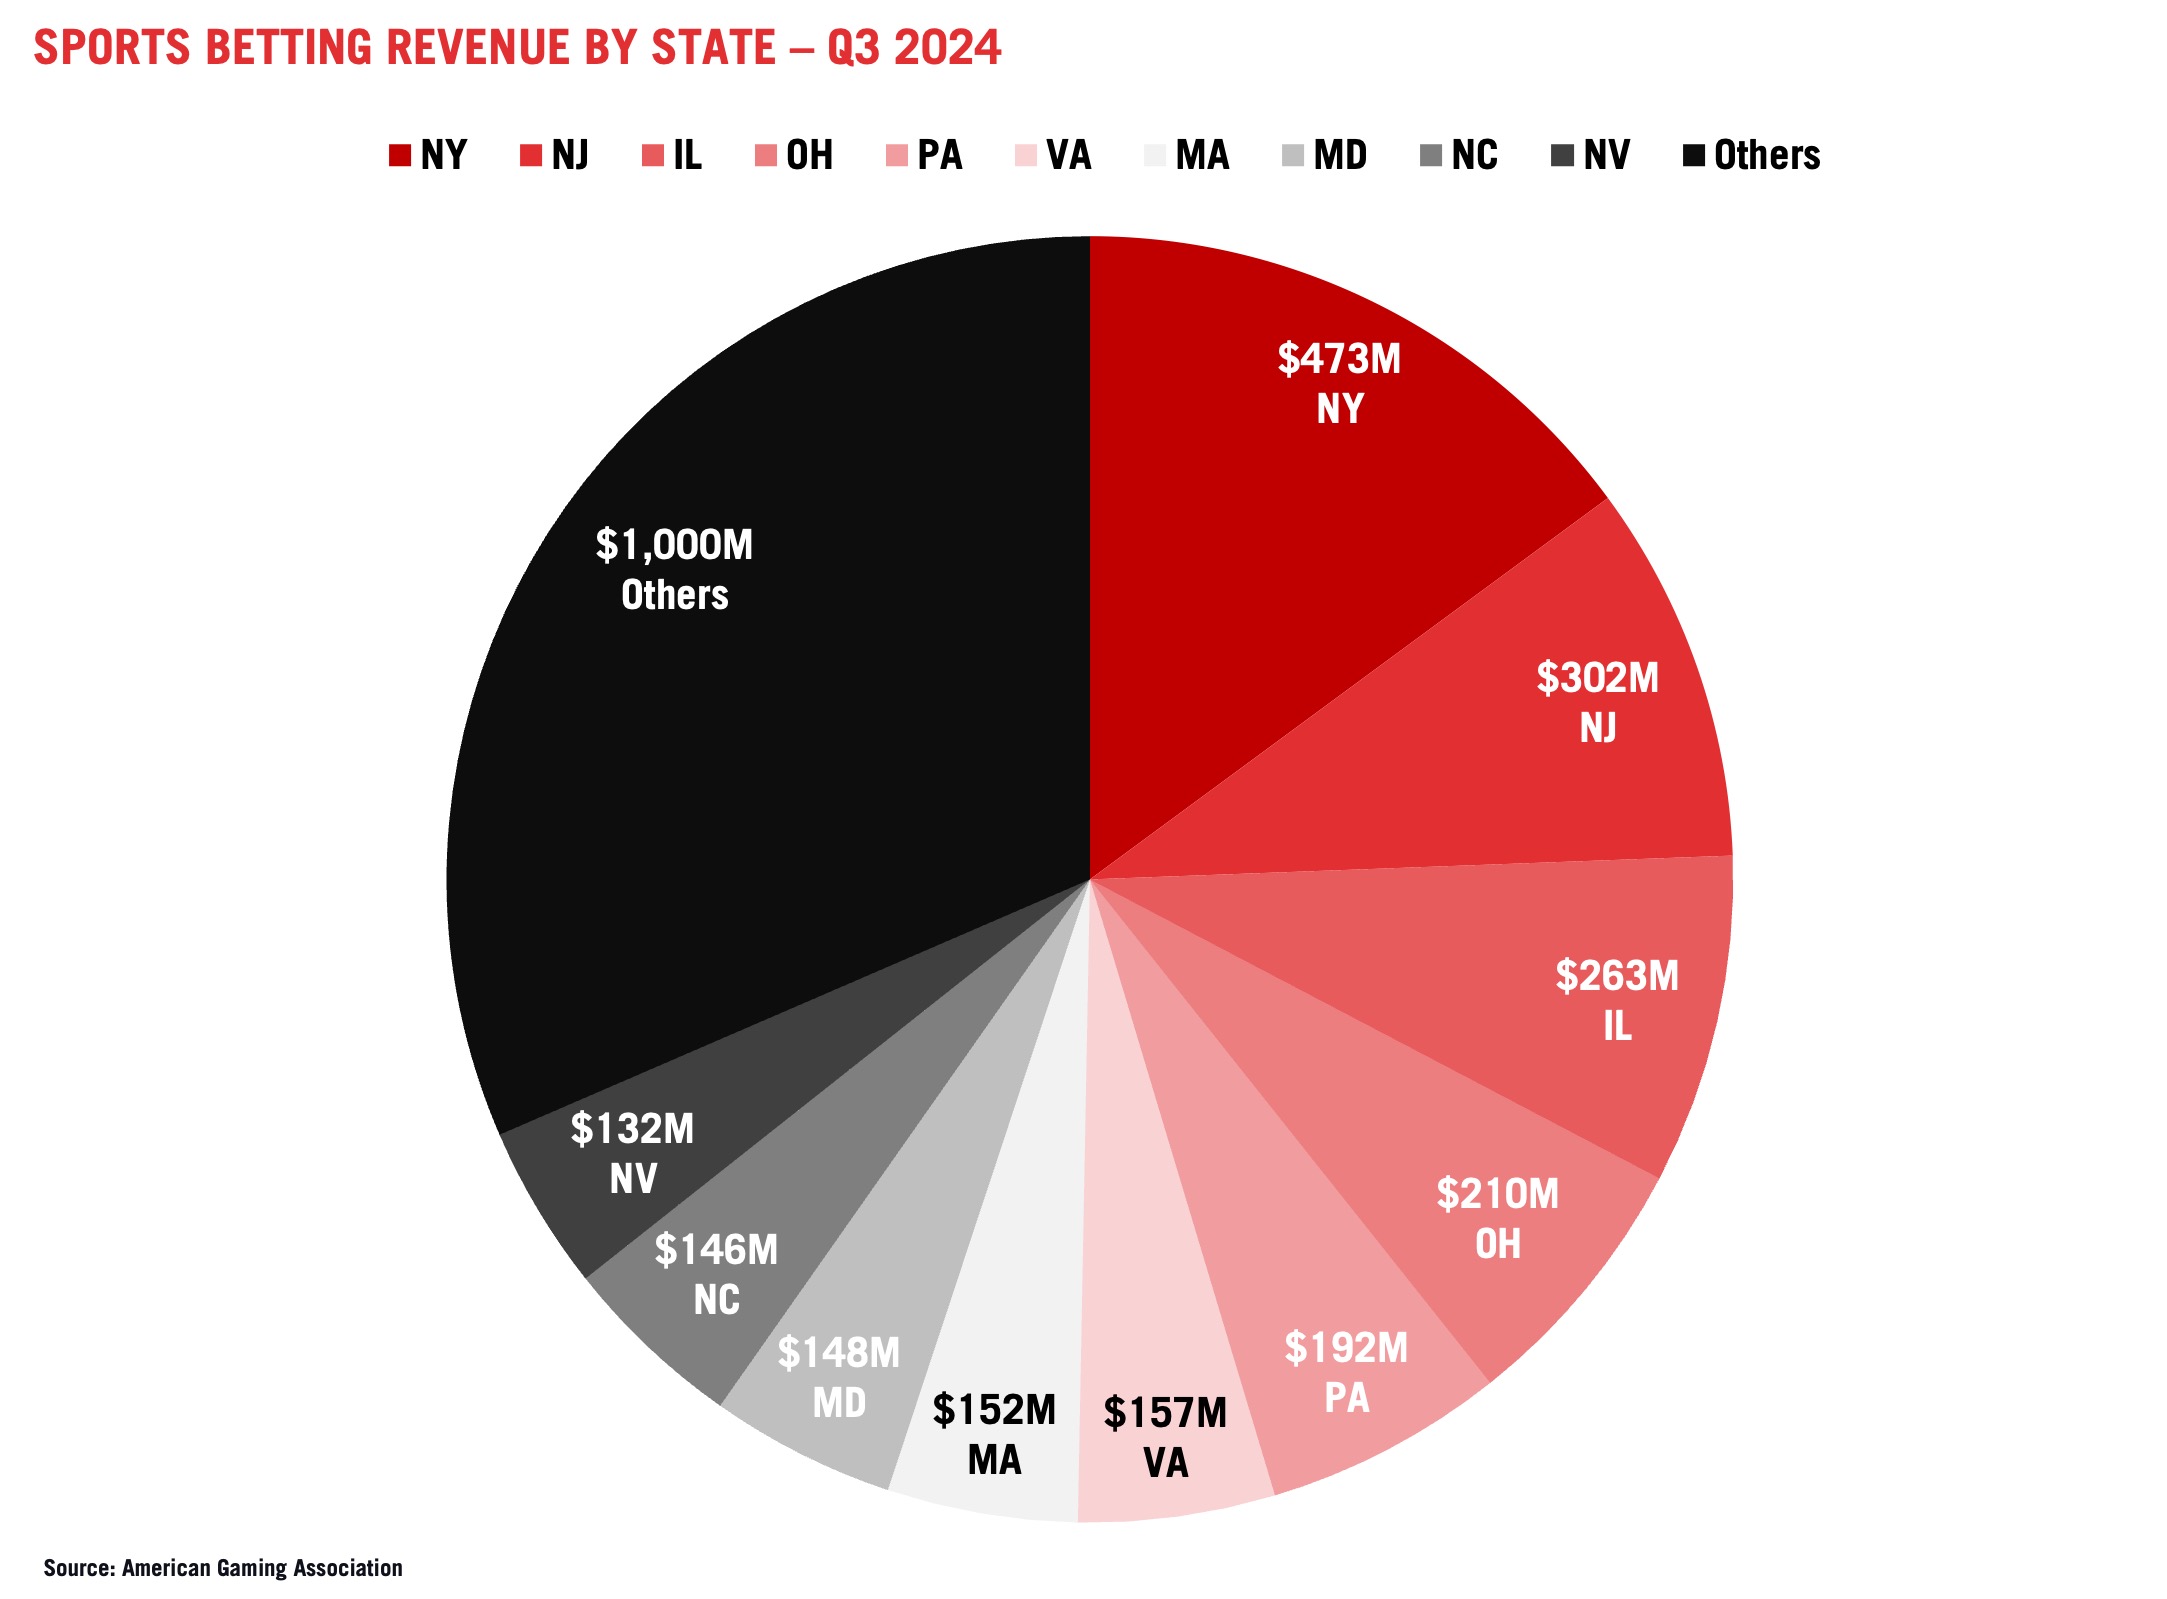 SPORTS BETTING REVENUE BY STATE – Q3 2024
NY NJ IL OH PA VA MA MD NC NV Others
$473M
NY
$302M
NJ
$263M
IL
$210M
OH
$192M
PA
$157M
VA
$152M
MA
$148M
MD
$146M
NC
$132M
NV
$1,000M
Others
Source: American Gaming Association